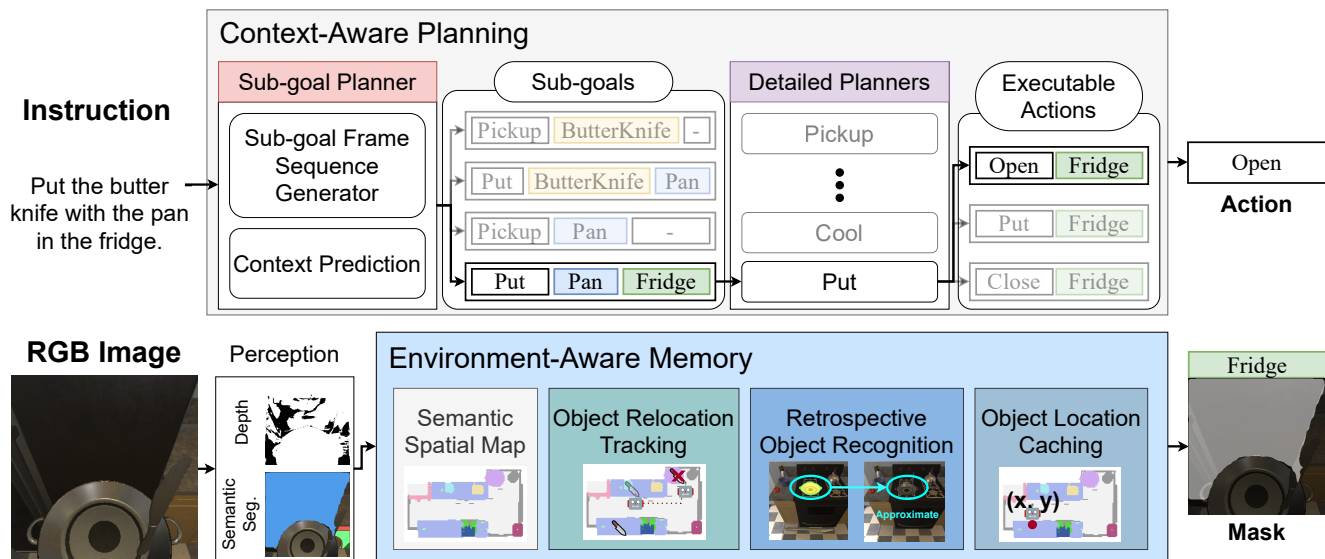 Context-Aware Planning
Instruction
Put the butter
knife with the pan
in the fridge.
Sub-goal Planner
Sub-goal Frame
Sequence
Generator
Context Prediction
Sub-goals
Pickup ButterKnife -
Put ButterKnife Pan
Pickup Pan -
Put Pan Fridge
Detailed Planners
Pickup
Cool
Put
Executable
Actions
Open Fridge
Put Fridge
Close Fridge
Open
Action
RGB Image
Perception
Depth
Semantic
Seg.
Environment-Aware Memory
Semantic
Spatial Map
Object Relocation
Tracking
Retrospective
Object Recognition
Approximate
Object Location
Caching
(x, y)
Fridge
Mask